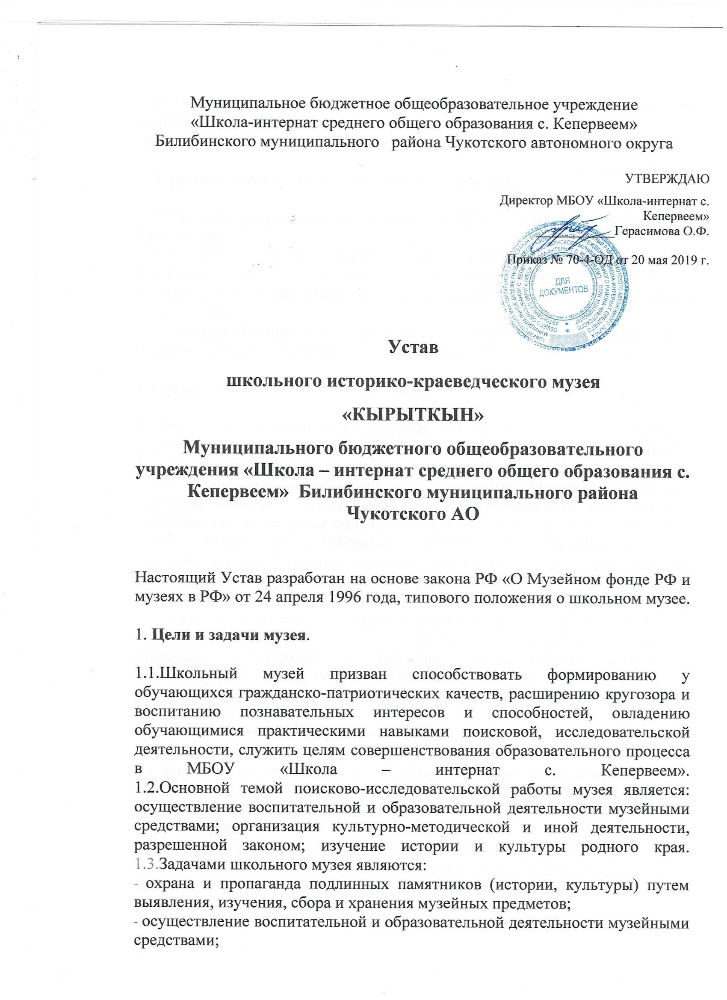 Муниципальное бюджетное общеобразовательное учреждение
«Школа-интернат среднего общего образования с. Кепервеем»
Билибинского муниципального района Чукотского автономного округа
УТВЕРЖДАЮ
Директор МБОУ «Школа-интернат с.
Кепервеем»
____________Герасимова О.Ф.
Приказ № 70-4-ОД от 20 мая 2019 г.
ДЛЯ
ДОКУМЕНТОВ
Устав
школьного историко-краеведческого музея
«КЫРЫТКЫН»
Муниципального бюджетного общеобразовательного
учреждения «Школа – интернат среднего общего образования с.
Кепервеем» Билибинского муниципального района
Чукотского АО
Настоящий Устав разработан на основе закона РФ «О Музейном фонде РФ и
музеях в РФ» от 24 апреля 1996 года, типового положения о школьном музее.
1. Цели и задачи музея.
1.1.Школьный музей призван способствовать формированию у
обучающихся гражданско-патриотических качеств, расширению кругозора и
воспитанию познавательных интересов и способностей, овладению
обучающимися практическими навыками поисковой, исследовательской
деятельности, служить целям совершенствования образовательного процесса
в МБОУ «Школа – интернат с. Кепервеем».
1.2.Основной темой поисково-исследовательской работы музея является:
осуществление воспитательной и образовательной деятельности музейными
средствами; организация культурно-методической и иной деятельности,
разрешенной законом; изучение истории и культуры родного края.
1.3.Задачами школьного музея являются:
- охрана и пропаганда подлинных памятников (истории, культуры) путем
выявления, изучения, сбора и хранения музейных предметов;
- осуществление воспитательной и образовательной деятельности музейными
средствами;